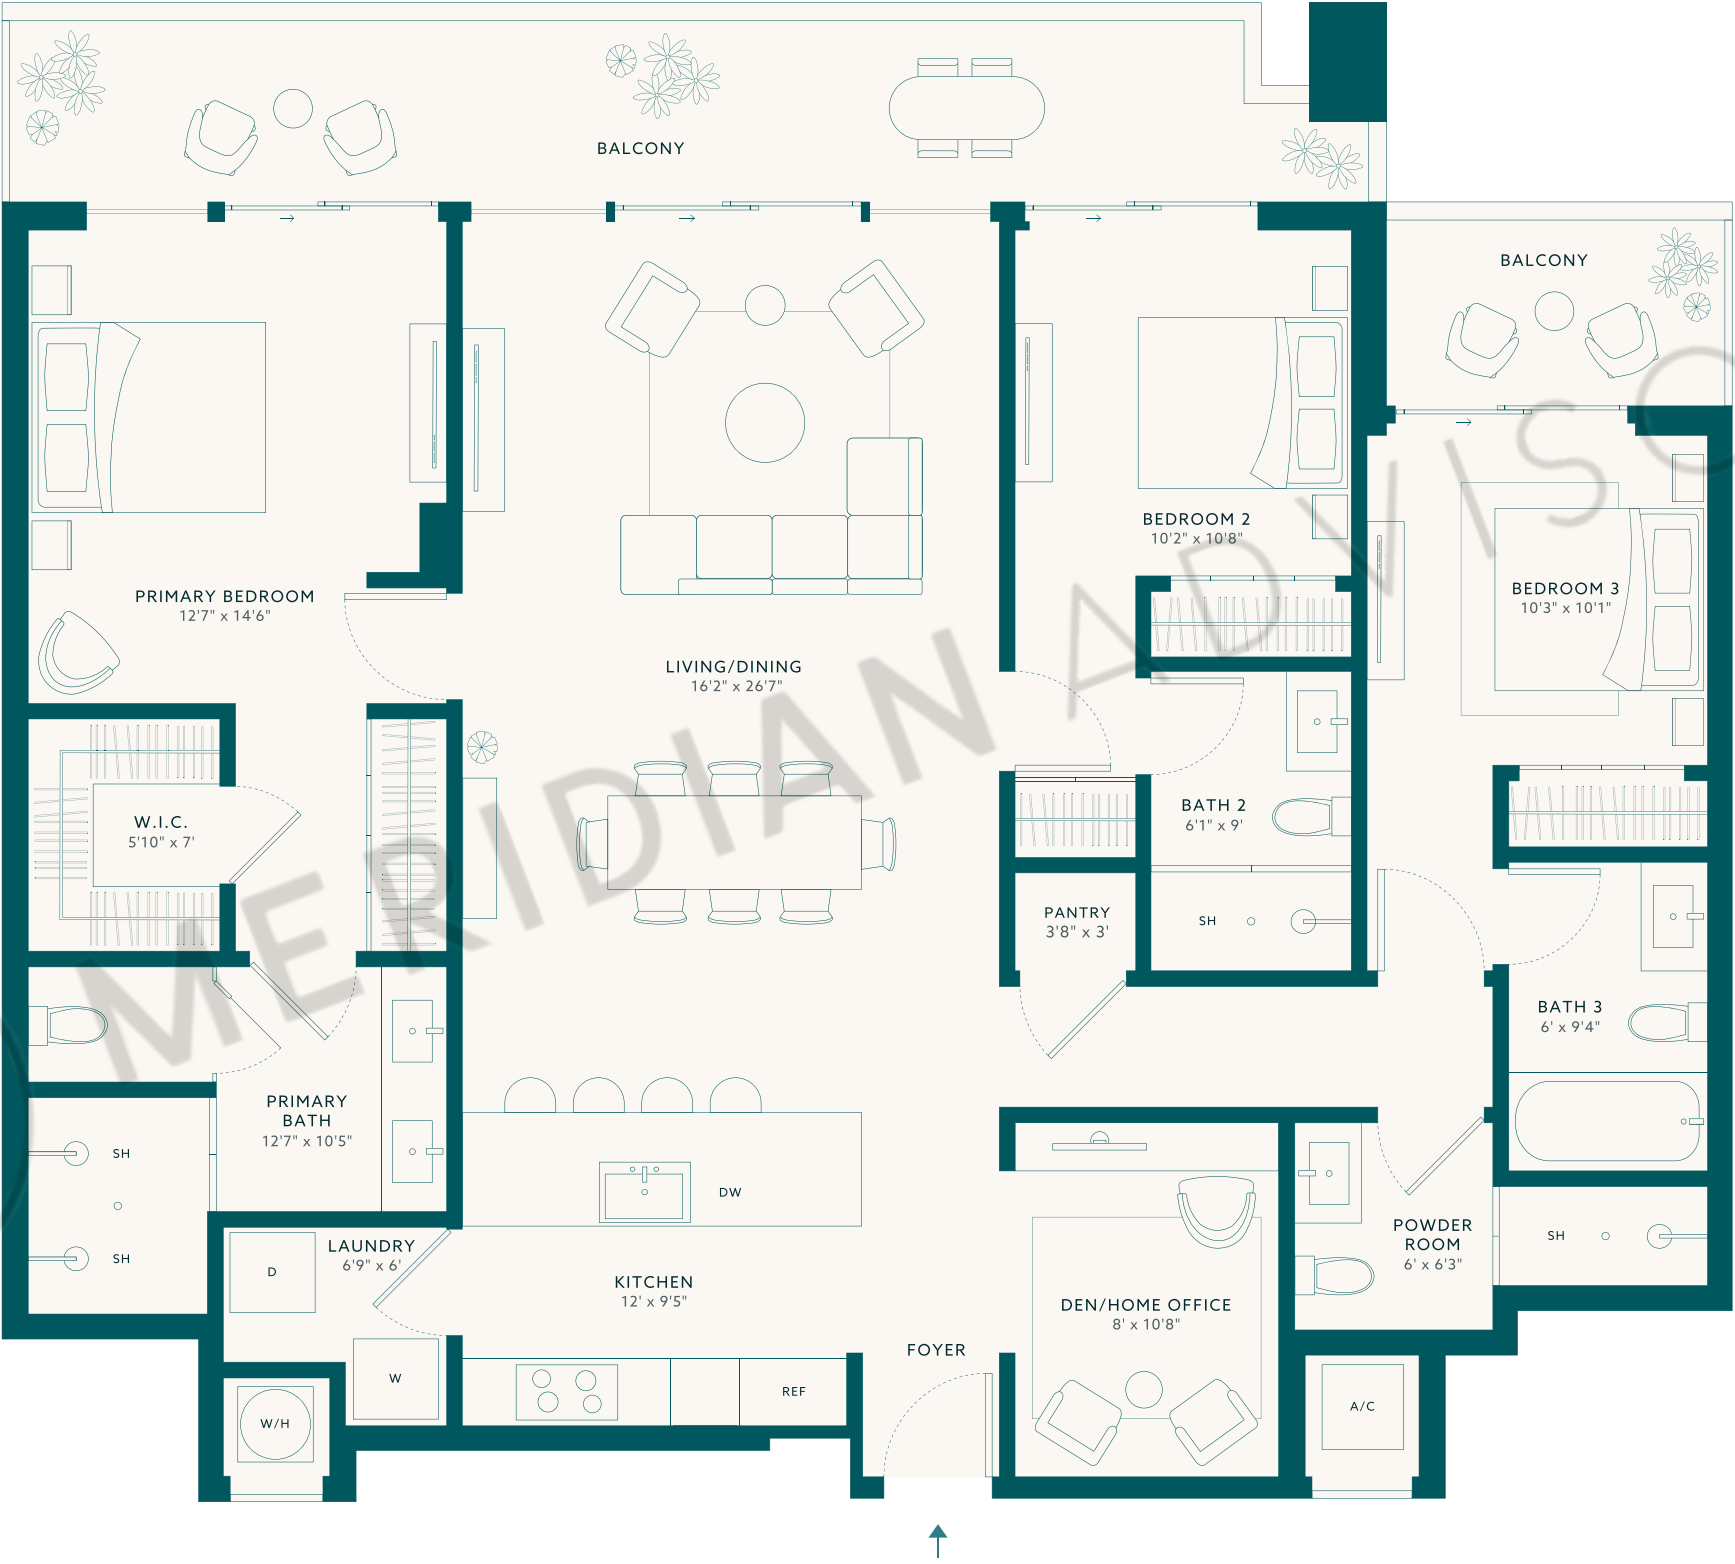 BALCONY
BALCONY
BEDROOM 2
10'2" x 10'8"
BEDROOM 3
10'3" x 10'1"
PRIMARY BEDROOM
12'7" x 14'6"
LIVING/DINING
16'2" x 26'7"
W.I.C.
5'10" x 7'
BATH 2
6'1" x 9'
PANTRY
3'8" x 3'
SH
BATH 3
6' x 9'4"
PRIMARY
BATH
12'7" x 10'5"
SH
SH
DW
LAUNDRY
6'9" x 6'
D
W
W/H
KITCHEN
12' x 9'5"
REF
FOYER
DEN/HOME OFFICE
8' x 10'8"
POWDER
ROOM
6' x 6'3"
SH
A/C
MERIDIAN ADVISO